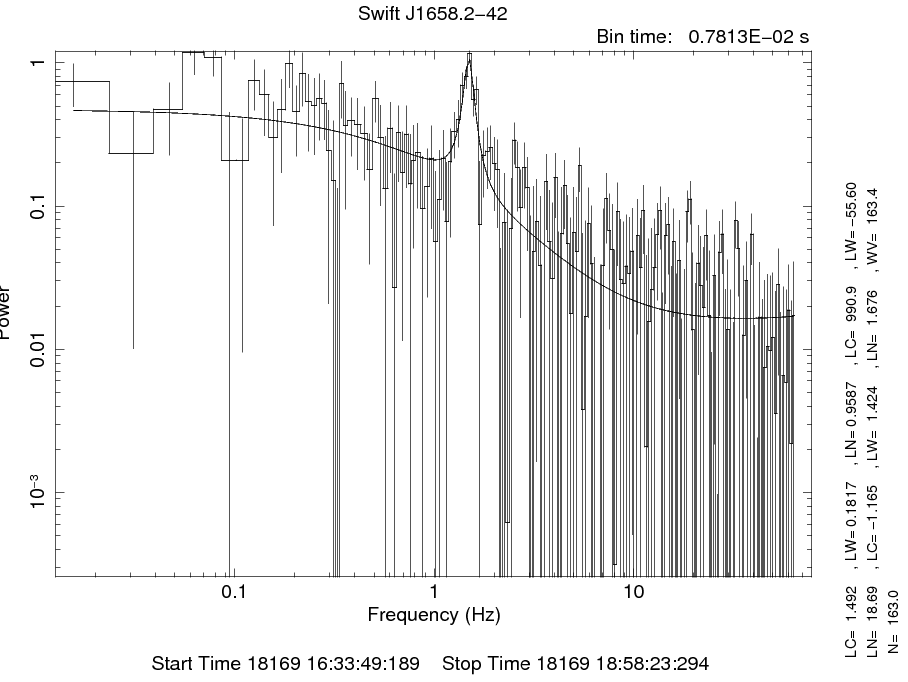 Swift J1658.2−42
Bin time: 0.7813E−02 s
1
0.1
0.01
10−3
Power
0.1 1 10
Frequency (Hz)
Start Time 18169 16:33:49:189 Stop Time 18169 18:58:23:294
LC= 1.492 , LW= 0.1817 , LN= 0.9587 , LC= 990.9 , LW= −55.60
LN= 18.69 , LC= −1.165 , LW= 1.424 , LN= 1.676 , WV= 163.4
N= 163.0